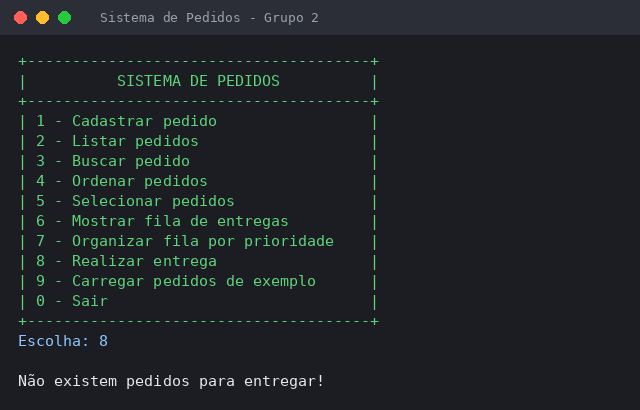 Sistema de Pedidos - Grupo 2
+--------------------------------------+
|          SISTEMA DE PEDIDOS          |
+--------------------------------------+
| 1 - Cadastrar pedido                 |
| 2 - Listar pedidos                   |
| 3 - Buscar pedido                    |
| 4 - Ordenar pedidos                  |
| 5 - Selecionar pedidos               |
| 6 - Mostrar fila de entregas         |
| 7 - Organizar fila por prioridade    |
| 8 - Realizar entrega                 |
| 9 - Carregar pedidos de exemplo      |
| 0 - Sair                             |
+--------------------------------------+
Escolha: 8
Não existem pedidos para entregar!